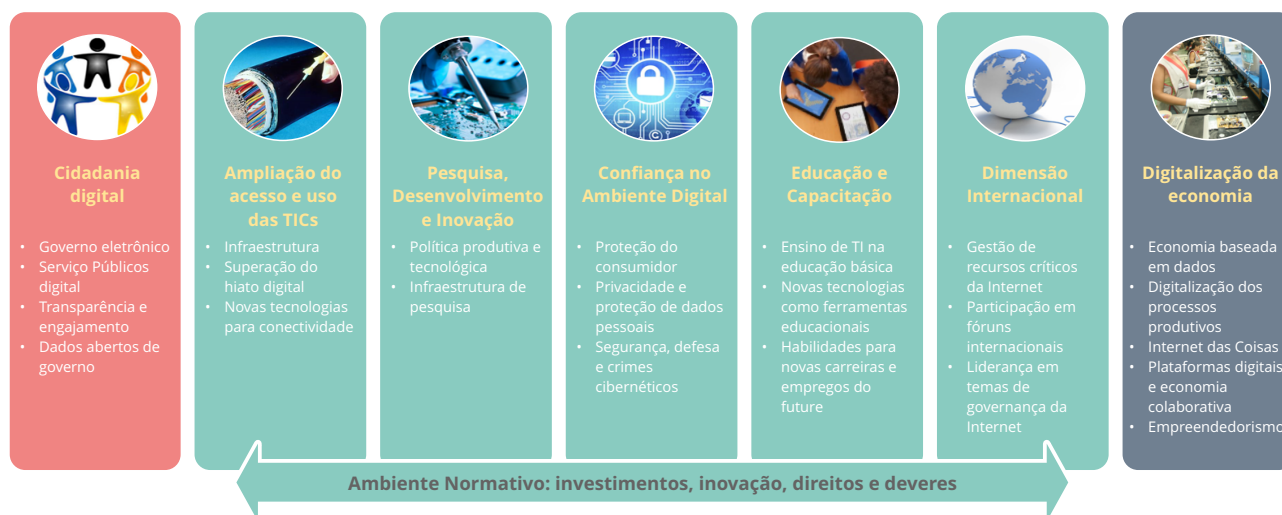 Cidadania
digital
• Governo eletrônico
• Serviço Públicos
digital
• Transparência e
engajamento
• Dados abertos de
governo
Ampliação do
acesso e uso
das TICs
• Infraestrutura
• Superação do
hiato digital
• Novas tecnologias
para conectividade
Pesquisa,
Desenvolvimento
e Inovação
• Política produtiva e
tecnológica
• Infraestrutura de
pesquisa
Confiança no
Ambiente Digital
• Proteção do
consumidor
• Privacidade e
proteção de dados
pessoais
• Segurança, defesa
e crimes
cibernéticos
Educação e
Capacitação
• Ensino de TI na
educação básica
• Novas tecnologias
como ferramentas
educacionais
• Habilidades para
novas carreiras e
empregos do
future
Dimensão
Internacional
• Gestão de
recursos críticos
da Internet
• Participação em
fóruns
internacionais
• Liderança em
temas de
governança da
Internet
Digitalização da
economia
• Economia baseada
em dados
• Digitalização dos
processos
produtivos
• Internet das Coisas
• Plataformas digitais
e economia
colaborativa
• Empreendedorismo
Ambiente Normativo: investimentos, inovação, direitos e deveres